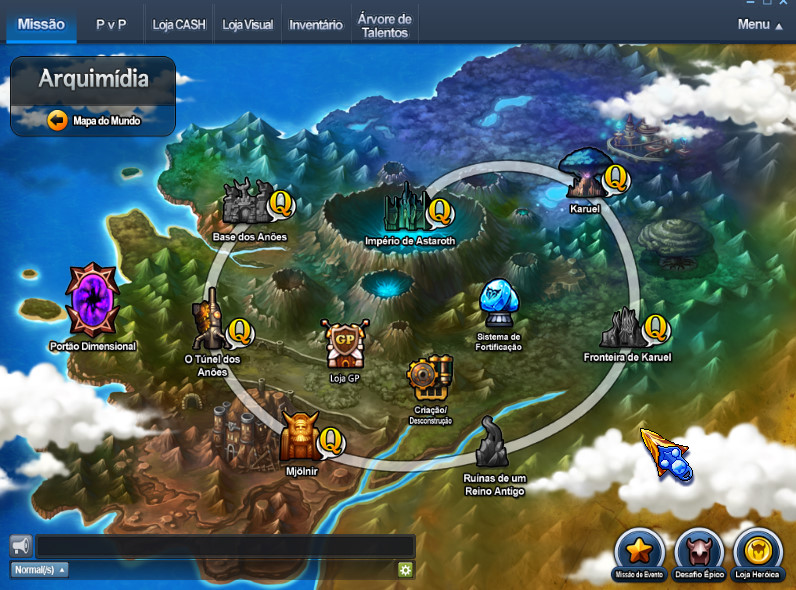 Missão
P v P
Loja CASH
Loja Visual
Inventário
Árvore de
Talentos
Menu
Arquimídia
Mapa do Mundo
Q
Base dos Anões
Q
Império de Astaroth
Q
Karuel
Portão Dimensional
Q
O Túnel dos
Anões
GP
Loja GP
Sistema de
Fortificação
Q
Fronteira de Karuel
Criação/
Desconstrução
Q
Mjölnir
Ruínas de um
Reino Antigo
Normal(s)
Missão de Evento
Desafio Épico
Loja Heróica